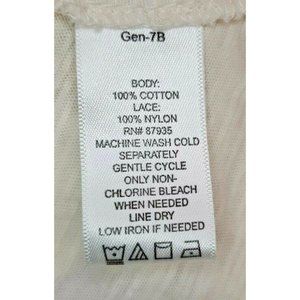 Gen-7B
BODY:
100% COTTON
LACE:
100% NYLON
RN# 87935
MACHINE WASH COLD
SEPARATELY
GENTLE CYCLE
ONLY NON-
CHLORINE BLEACH
WHEN NEEDED
LINE DRY
LOW IRON IF NEEDED